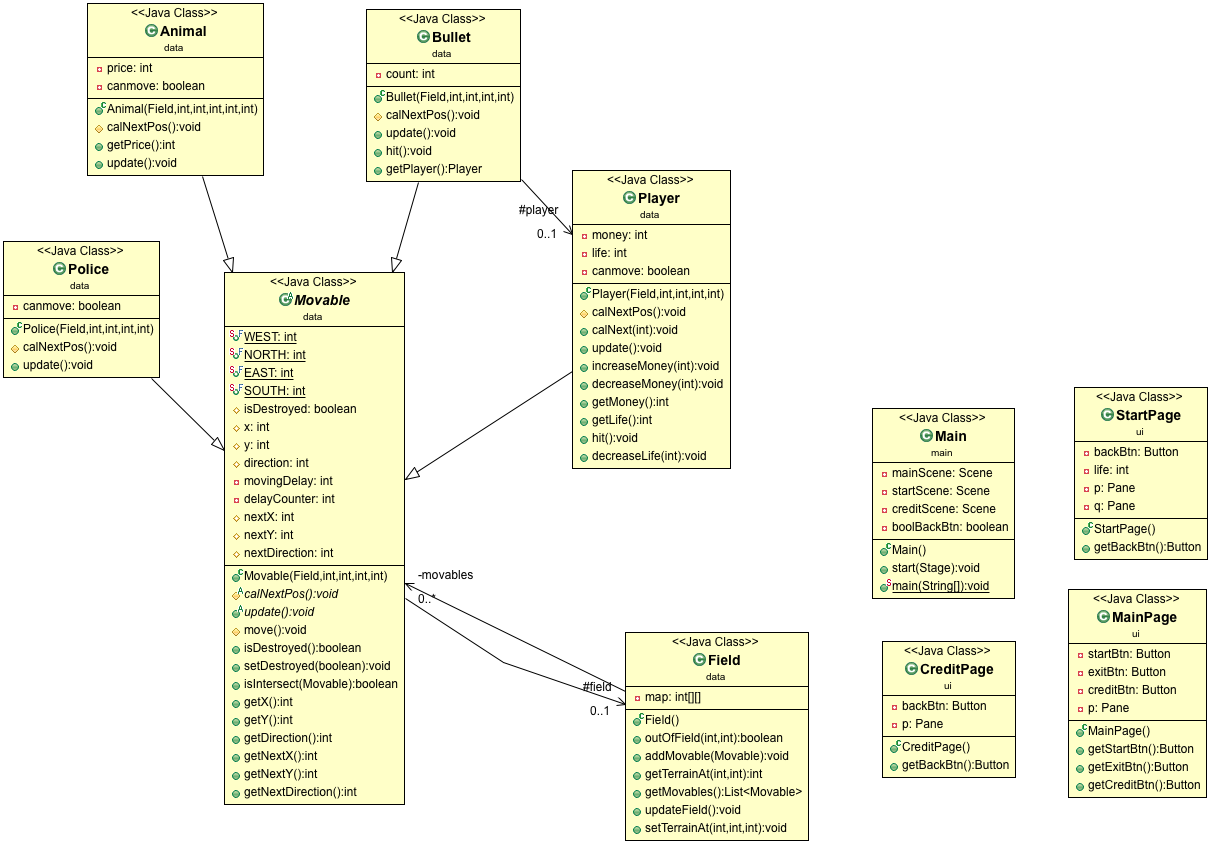 <<Java Class>>
Animal
data
price: int
canmove: boolean
Animal(Field,int,int,int,int,int)
calNextPos():void
getPrice():int
update():void
<<Java Class>>
Bullet
data
count: int
Bullet(Field,int,int,int,int)
calNextPos():void
update():void
hit():void
getPlayer():Player
#player
0..1
<<Java Class>>
Player
data
money: int
life: int
canmove: boolean
Player(Field,int,int,int,int)
calNextPos():void
calNext(int):void
update():void
increaseMoney(int):void
decreaseMoney(int):void
getMoney():int
getLife():int
hit():void
decreaseLife(int):void
<<Java Class>>
Police
data
canmove: boolean
Police(Field,int,int,int,int)
calNextPos():void
update():void
<<Java Class>>
Movable
data
WEST: int
NORTH: int
EAST: int
SOUTH: int
isDestroyed: boolean
x: int
y: int
direction: int
movingDelay: int
delayCounter: int
nextX: int
nextY: int
nextDirection: int
Movable(Field,int,int,int,int)
calNextPos():void
update():void
move():void
isDestroyed():boolean
setDestroyed(boolean):void
isIntersect(Movable):boolean
getX():int
getY():int
getDirection():int
getNextX():int
getNextY():int
getNextDirection():int
-movables
0..*
#field
0..1
<<Java Class>>
Field
data
map: int[][]
Field()
outOfField(int,int):boolean
addMovable(Movable):void
getTerrainAt(int,int):int
getMovables():List<Movable>
updateField():void
setTerrainAt(int,int,int):void
<<Java Class>>
Main
main
mainScene: Scene
startScene: Scene
creditScene: Scene
boolBackBtn: boolean
Main()
start(Stage):void
main(String[]):void
<<Java Class>>
StartPage
ui
backBtn: Button
life: int
p: Pane
q: Pane
StartPage()
getBackBtn():Button
<<Java Class>>
CreditPage
ui
backBtn: Button
p: Pane
CreditPage()
getBackBtn():Button
<<Java Class>>
MainPage
ui
startBtn: Button
exitBtn: Button
creditBtn: Button
p: Pane
MainPage()
getStartBtn():Button
getExitBtn():Button
getCreditBtn():Button